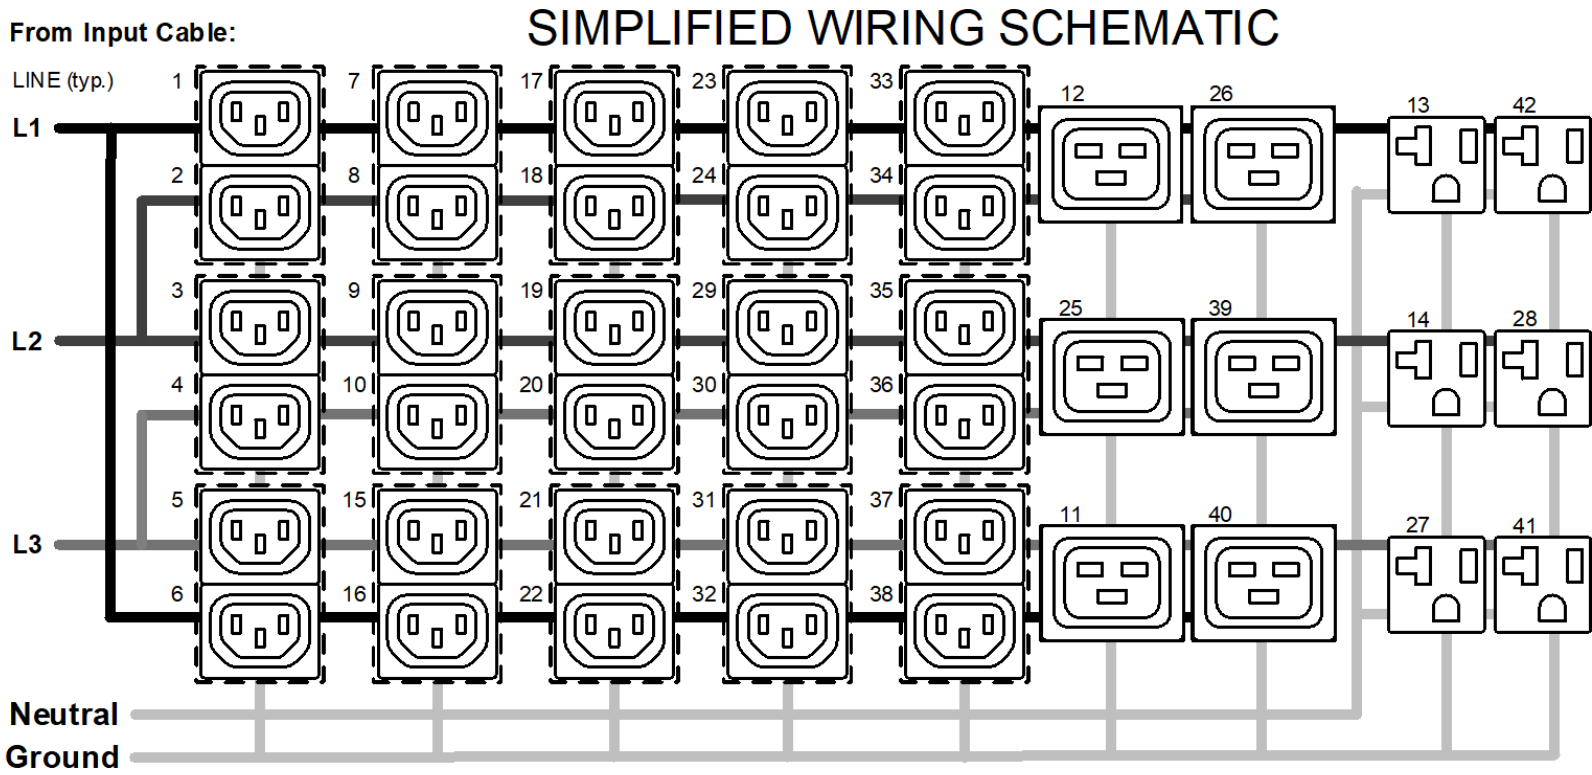 SIMPLIFIED WIRING SCHEMATIC
From Input Cable:
LINE (typ.)
1 7 17 23 33 12 26 13 42
L1
2 8 18 24 34
3 9 19 29 35 25 39 14 28
L2
4 10 20 30 36
5 15 21 31 37 11 40 27 41
L3
6 16 22 32 38
Neutral
Ground